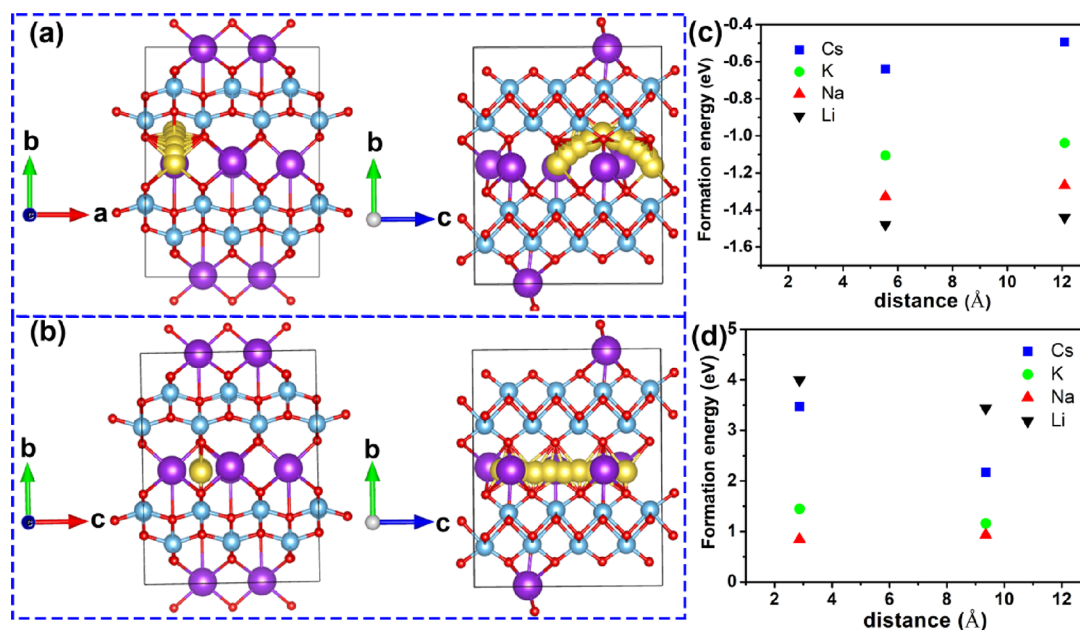 (a)
b
a
b
c
(b)
b
c
b
c
(c)
Formation energy (eV)
-0.4
-0.6
-0.8
-1.0
-1.2
-1.4
-1.6
Cs
K
Na
Li
2 4 6 8 10 12
distance (Å)
(d)
Formation energy (eV)
5
4
3
2
1
0
Cs
K
Na
Li
2 4 6 8 10 12
distance (Å)